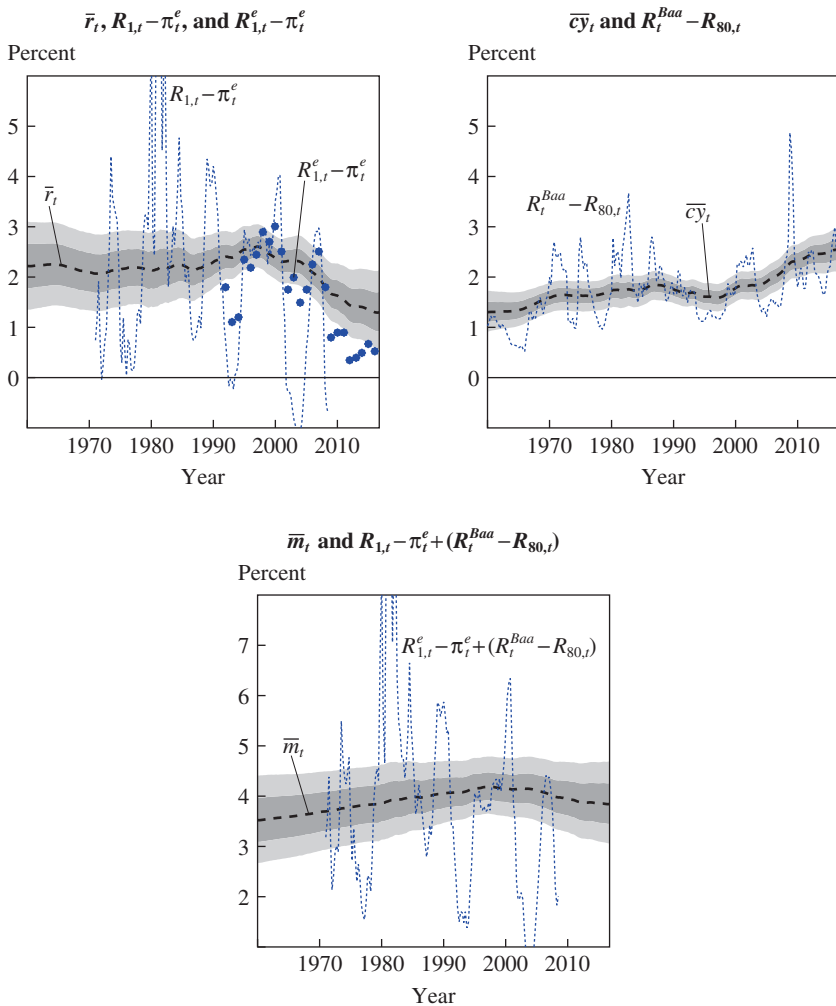 r̄ₜ, R₁,ₜ – πₜᵉ, and Rᵉ₁,ₜ – πₜᵉ
Percent
5
4
3
2
1
0
R₁,ₜ – πₜᵉ
Rᵉ₁,ₜ – πₜᵉ
r̄ₜ
1970 1980 1990 2000 2010
Year
c̅y̅ₜ and Rₜᴮᵃᵃ – R₈₀,ₜ
Percent
5
4
3
2
1
0
Rₜᴮᵃᵃ – R₈₀,ₜ
c̅y̅ₜ
1970 1980 1990 2000 2010
Year
m̅ₜ and R₁,ₜ – πₜᵉ + (Rₜᴮᵃᵃ – R₈₀,ₜ)
Percent
7
6
5
4
3
2
Rᵉ₁,ₜ – πₜᵉ + (Rₜᴮᵃᵃ – R₈₀,ₜ)
m̅ₜ
1970 1980 1990 2000 2010
Year